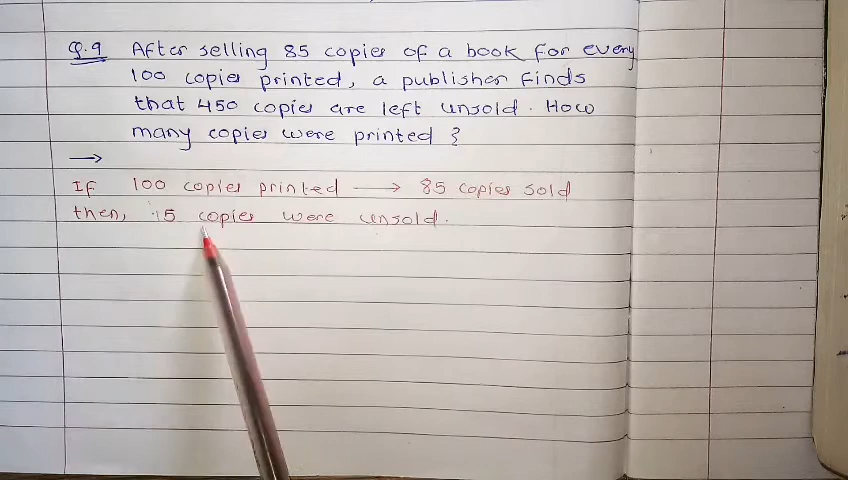 Q.9 After selling 85 copies of a book for every
100 copies printed, a publisher finds
that 450 copies are left unsold. How
many copies were printed ?
→
If 100 copies printed → 85 copies sold
then, 15 copies were unsold.